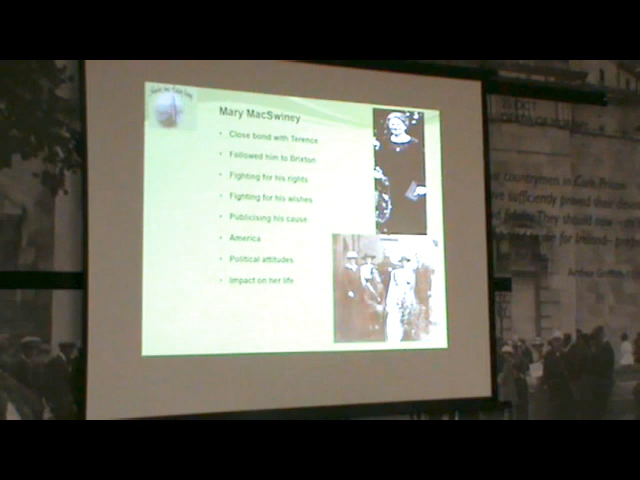 Mary MacSwiney
• Close bond with Terence
• Followed him to Brixton
• Fighting for his rights
• Fighting for his wishes
• Publicising his cause
• America
• Political attitudes
• Impact on her life
countrymen in Cork Prison
sufficiently proved their
They should now
for Ireland
Arthur Griffith